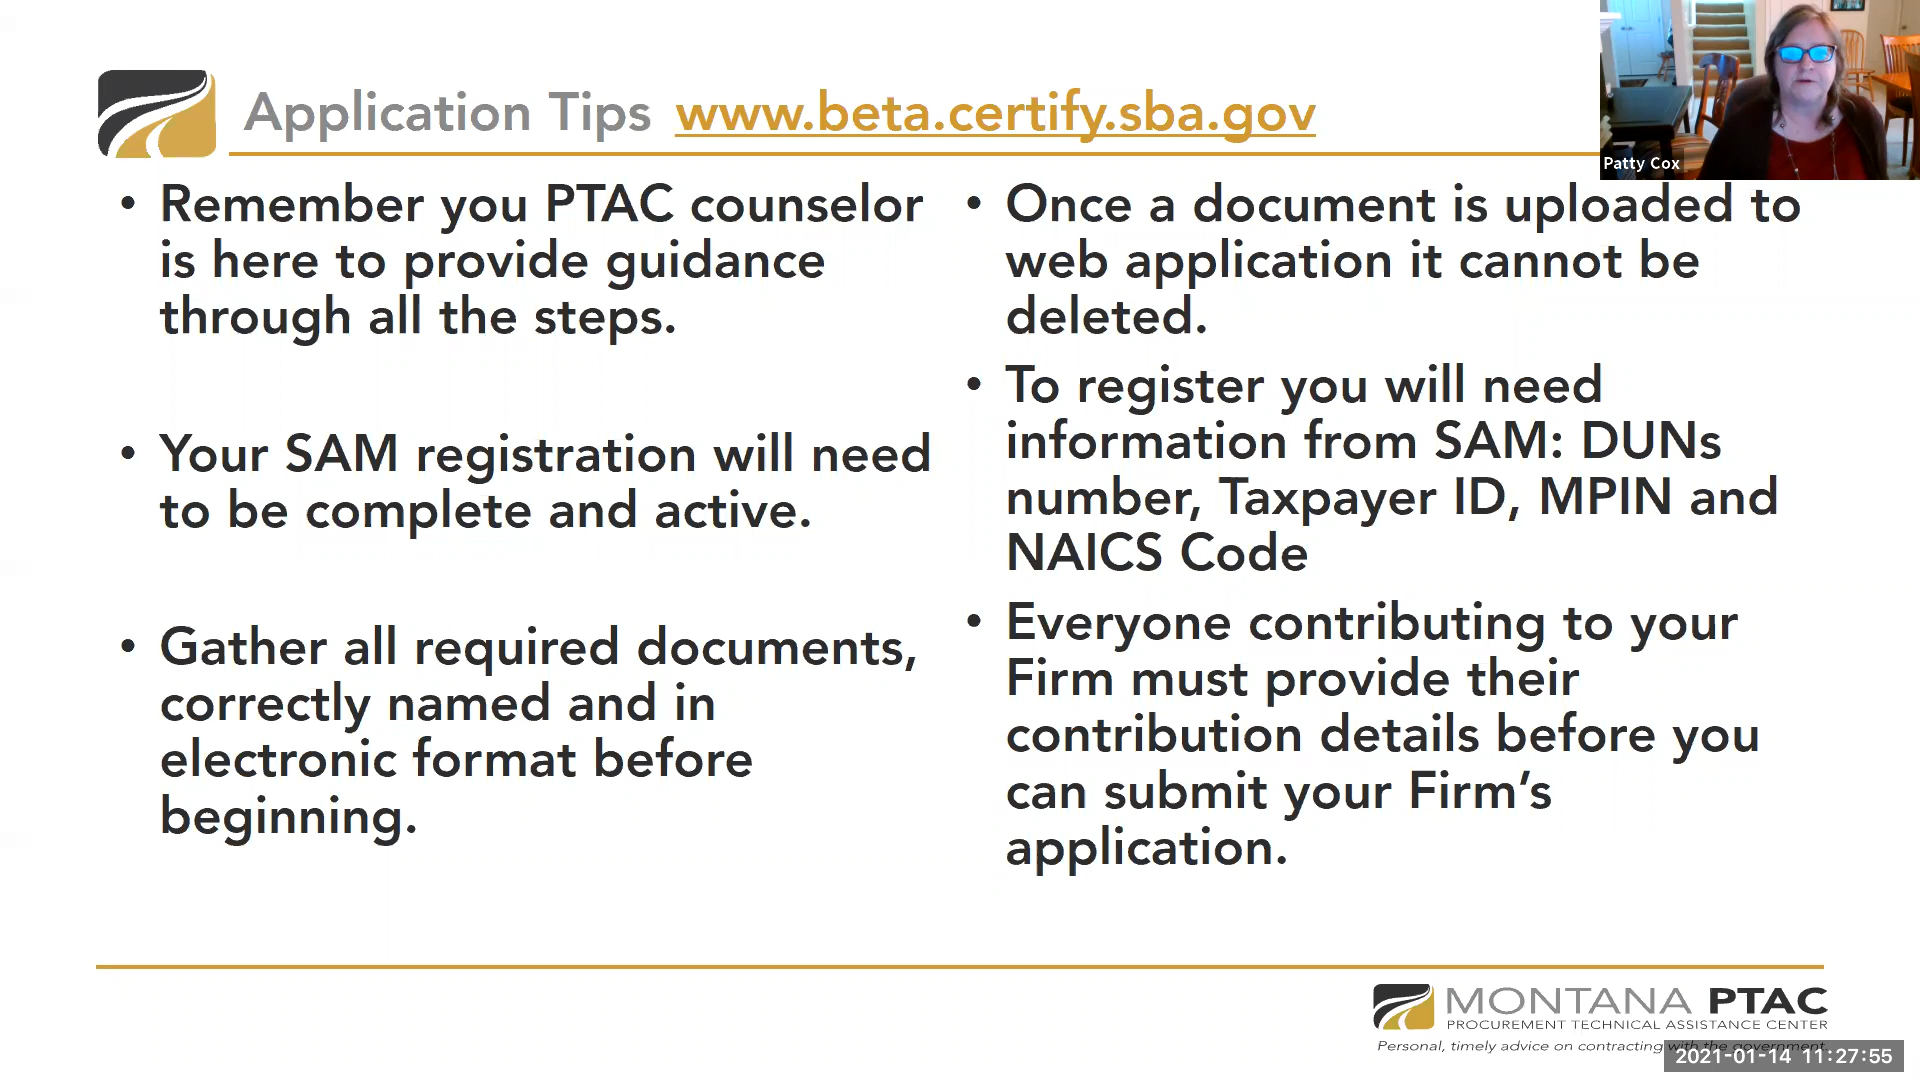 Application Tips www.beta.certify.sba.gov
Patty Cox
• Remember you PTAC counselor
is here to provide guidance
through all the steps.
• Your SAM registration will need
to be complete and active.
• Gather all required documents,
correctly named and in
electronic format before
beginning.
• Once a document is uploaded to
web application it cannot be
deleted.
• To register you will need
information from SAM: DUNs
number, Taxpayer ID, MPIN and
NAICS Code
• Everyone contributing to your
Firm must provide their
contribution details before you
can submit your Firm’s
application.
MONTANA PTAC
PROCUREMENT TECHNICAL ASSISTANCE CENTER
Personal, timely advice on contracting with the government.
2021-01-14 11:27:55